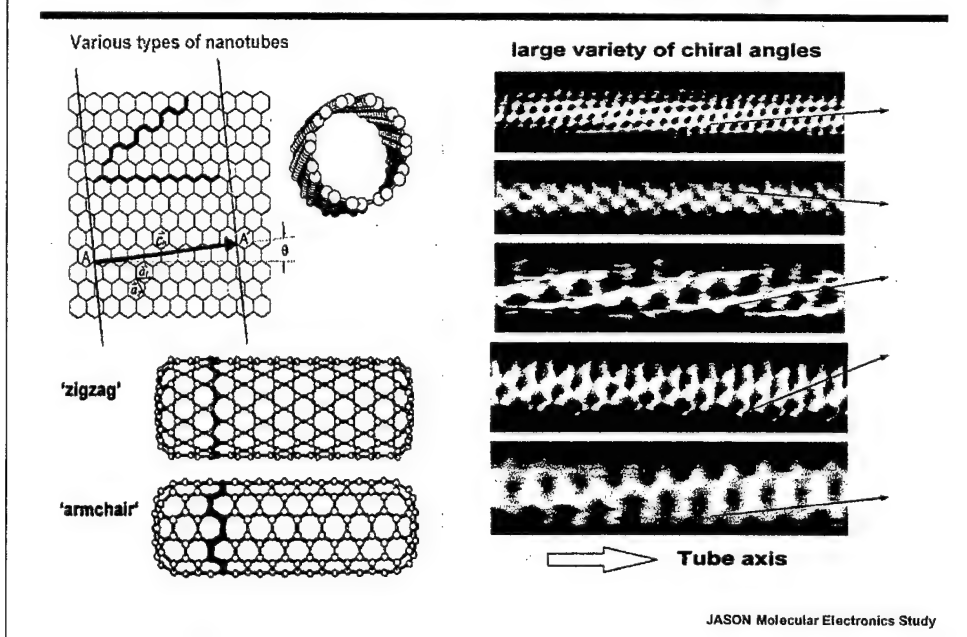 Various types of nanotubes
A
A'
θ
'zigzag'
'armchair'
large variety of chiral angles
Tube axis
JASON Molecular Electronics Study